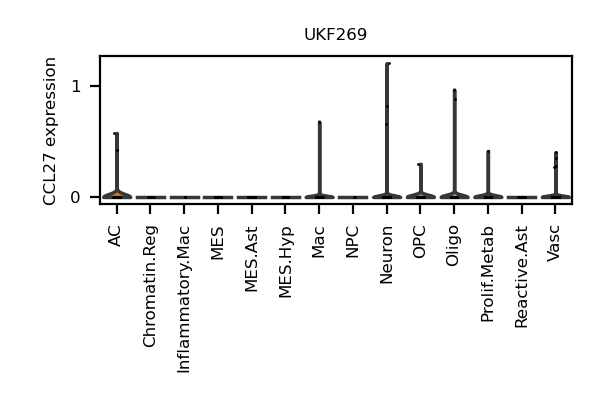 UKF269
CCL27 expression
1
0
AC
Chromatin.Reg
Inflammatory.Mac
MES
MES.Ast
MES.Hyp
Mac
NPC
Neuron
OPC
Oligo
Prolif.Metab
Reactive.Ast
Vasc